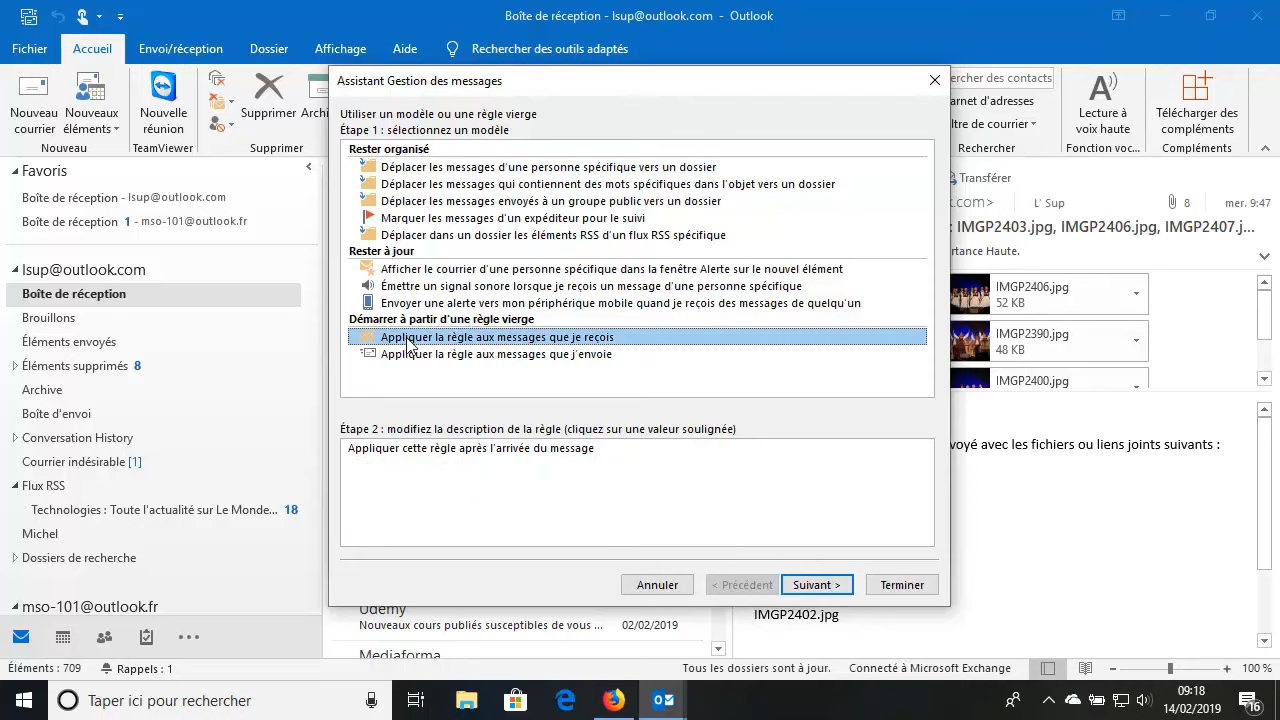 Boîte de réception - lsup@outlook.com - Outlook
Fichier
Accueil
Envoi/réception
Dossier
Affichage
Aide
Rechercher des outils adaptés
Nouveau courrier
Nouveaux éléments
Nouveau
Nouvelle réunion
TeamViewer
Supprimer
Archi
Supprimer
ercher des contacts
arnet d'adresses
ltre de courrier
Rechercher
Lecture à voix haute
Fonction voc...
Télécharger des compléments
Compléments
Favoris
Boîte de réception - lsup@outlook.com
Boîte de réception 1 - mso-101@outlook.fr
lsup@outlook.com
Boîte de réception
Brouillons
Éléments envoyés
Éléments supprimés 8
Archive
Boîte d'envoi
Conversation History
Courrier indésirable [1]
Flux RSS
Technologies : Toute l'actualité sur Le Monde... 18
Michel
Dossiers de recherche
mso-101@outlook.fr
Assistant Gestion des messages
Utiliser un modèle ou une règle vierge
Étape 1 : sélectionnez un modèle
Rester organisé
Déplacer les messages d'une personne spécifique vers un dossier
Déplacer les messages qui contiennent des mots spécifiques dans l'objet vers un dossier
Déplacer les messages envoyés à un groupe public vers un dossier
Marquer les messages d'un expéditeur pour le suivi
Déplacer dans un dossier les éléments RSS d'un flux RSS spécifique
Rester à jour
Afficher le courrier d'une personne spécifique dans la fenêtre Alerte sur le nouvel élément
Émettre un signal sonore lorsque je reçois un message d'une personne spécifique
Envoyer une alerte vers mon périphérique mobile quand je reçois des messages de quelqu'un
Démarrer à partir d'une règle vierge
Appliquer la règle aux messages que je reçois
Appliquer la règle aux messages que j'envoie
Étape 2 : modifiez la description de la règle (cliquez sur une valeur soulignée)
Appliquer cette règle après l'arrivée du message
Annuler
< Précédent
Suivant >
Terminer
Udemy
Nouveaux cours publiés susceptibles de vous ... 02/02/2019
Mediaforma
Transférer
.com> L' Sup 8 mer. 9:47
: IMGP2403.jpg, IMGP2406.jpg, IMGP2407.j...
rtance Haute.
IMGP2406.jpg
52 KB
IMGP2390.jpg
48 KB
IMGP2400.jpg
voyé avec les fichiers ou liens joints suivants :
IMGP2402.jpg
Éléments : 709
Rappels : 1
Tous les dossiers sont à jour.
Connecté à Microsoft Exchange
100 %
Taper ici pour rechercher
09:18
14/02/2019
16